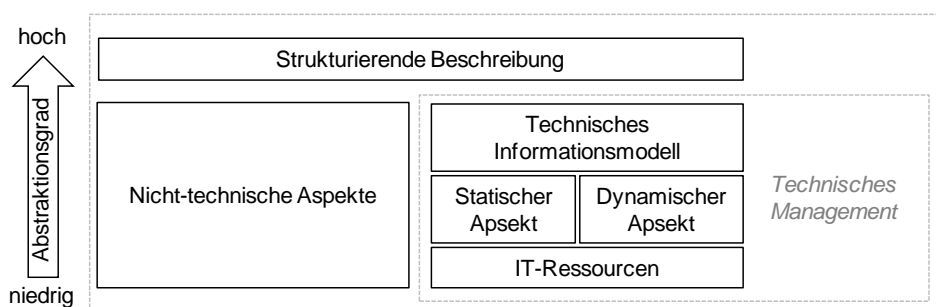 hoch
Strukturierende Beschreibung
Abstraktionsgrad
Nicht-technische Aspekte
Technisches
Informationsmodell
Statischer
Apsekt
Dynamischer
Apsekt
IT-Ressourcen
Technisches
Management
niedrig